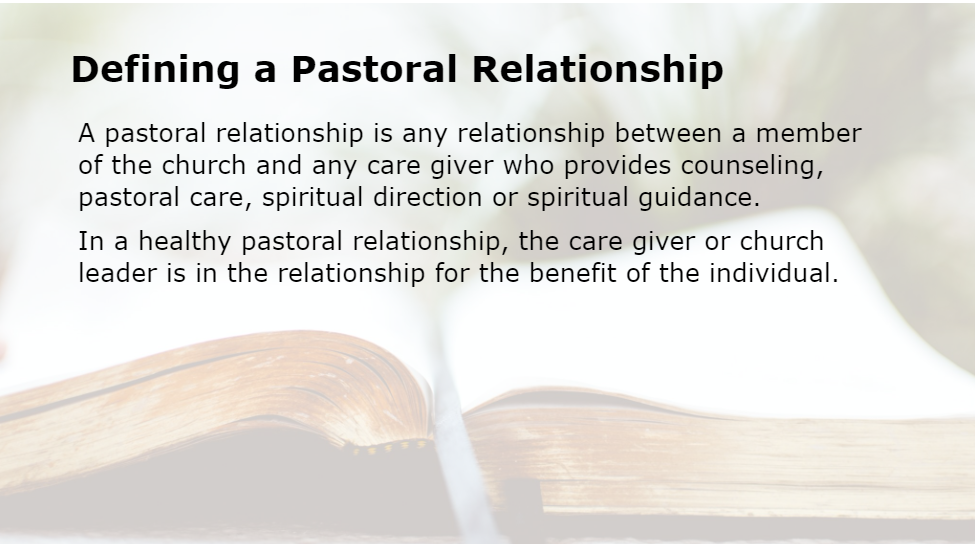 Defining a Pastoral Relationship
A pastoral relationship is any relationship between a member
of the church and any care giver who provides counseling,
pastoral care, spiritual direction or spiritual guidance.
In a healthy pastoral relationship, the care giver or church
leader is in the relationship for the benefit of the individual.